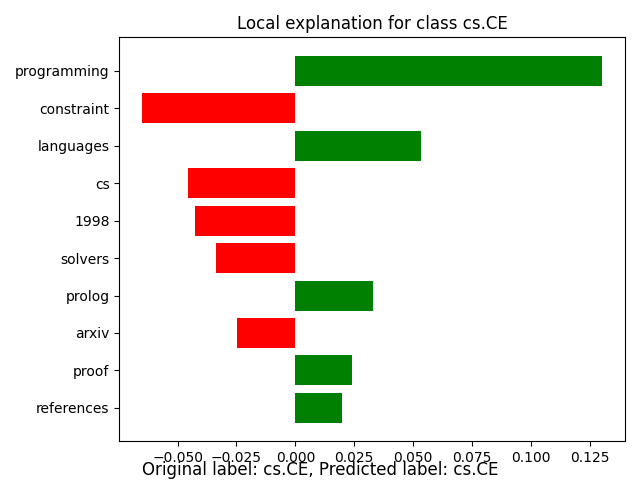 Local explanation for class cs.CE
programming
constraint
languages
cs
1998
solvers
prolog
arxiv
proof
references
−0.050 −0.025 0.000 0.025 0.050 0.075 0.100 0.125
Original label: cs.CE, Predicted label: cs.CE